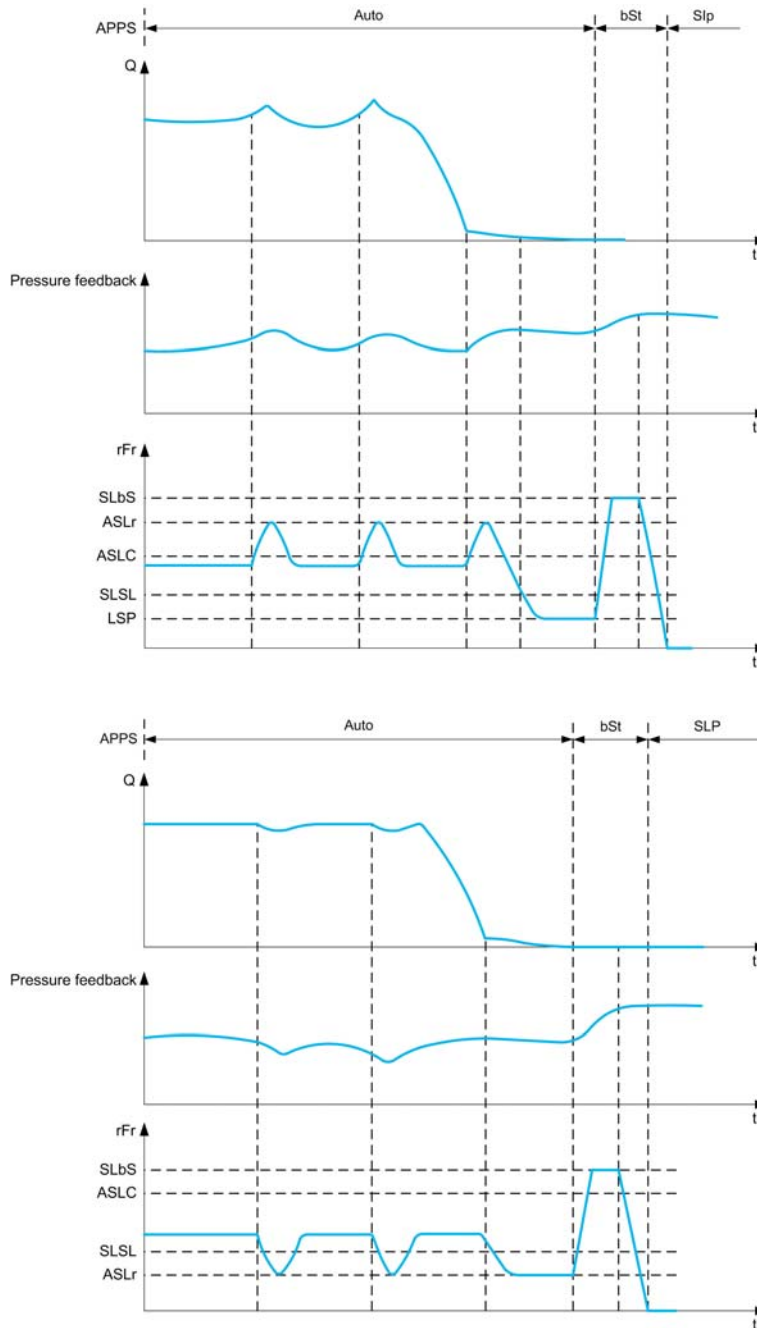 Auto bSt Slp
APPS
Q
t
Pressure feedback
t
rFr
SLbS
ASLr
ASLC
SLSL
LSP
t
Auto bSt SLP
APPS
Q
t
Pressure feedback
t
rFr
SLbS
ASLC
SLSL
ASLr
t